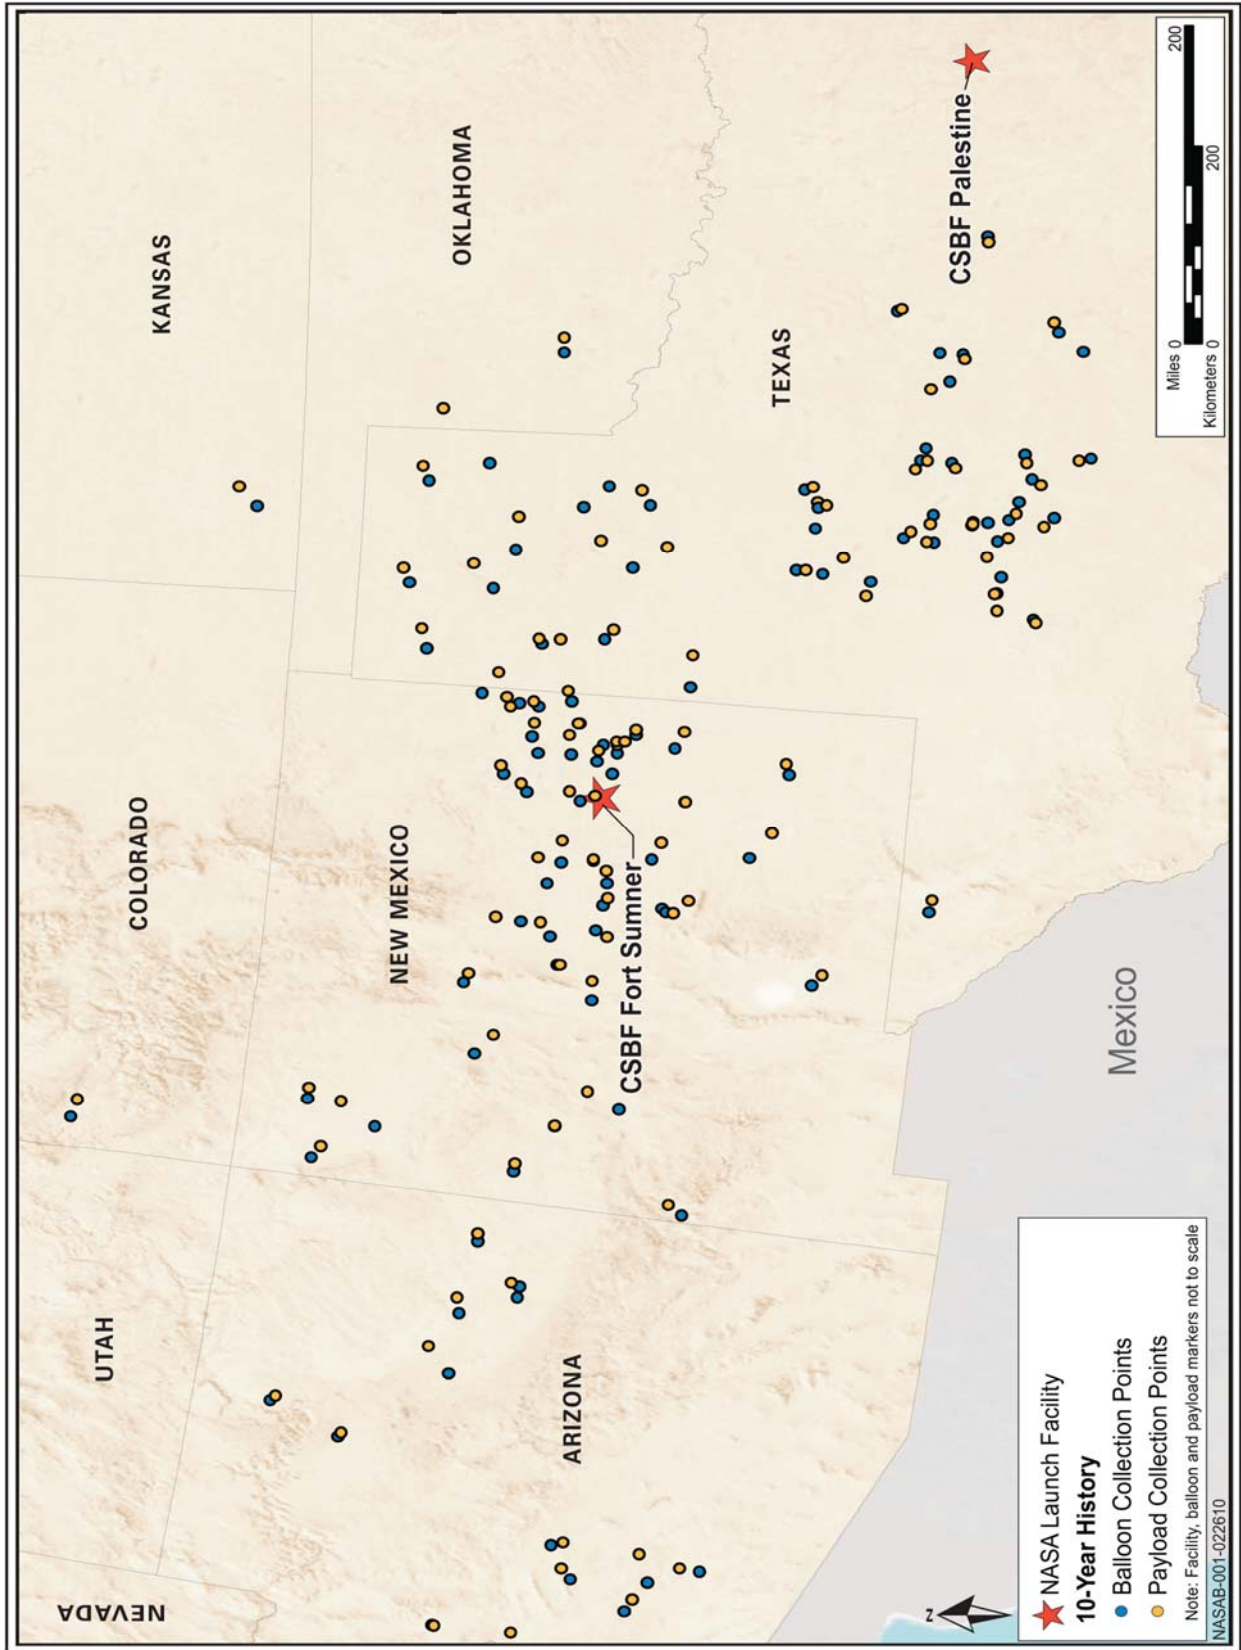 NEVADA
UTAH
COLORADO
KANSAS
ARIZONA
NEW MEXICO
OKLAHOMA
TEXAS
CSBF Fort Sumner
CSBF Palestine
Mexico
N
NASA Launch Facility
10-Year History
Balloon Collection Points
Payload Collection Points
Note: Facility, balloon and payload markers not to scale
NASAB-001-022610
Miles 0 200
Kilometers 0 200